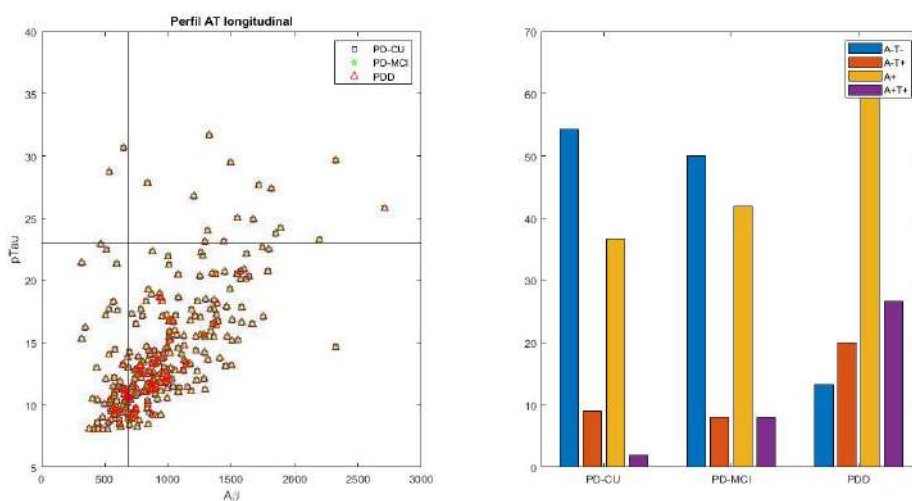 Perfil AT longitudinal
PD-CU
PD-MCI
PDD
40
35
30
25
20
15
10
5
pTau
0
500
1000
1500
2000
2500
3000
Aβ
70
60
50
40
30
20
10
0
A-T-
A-T+
A+
A+T+
PD-CU
PD-MCI
PDD